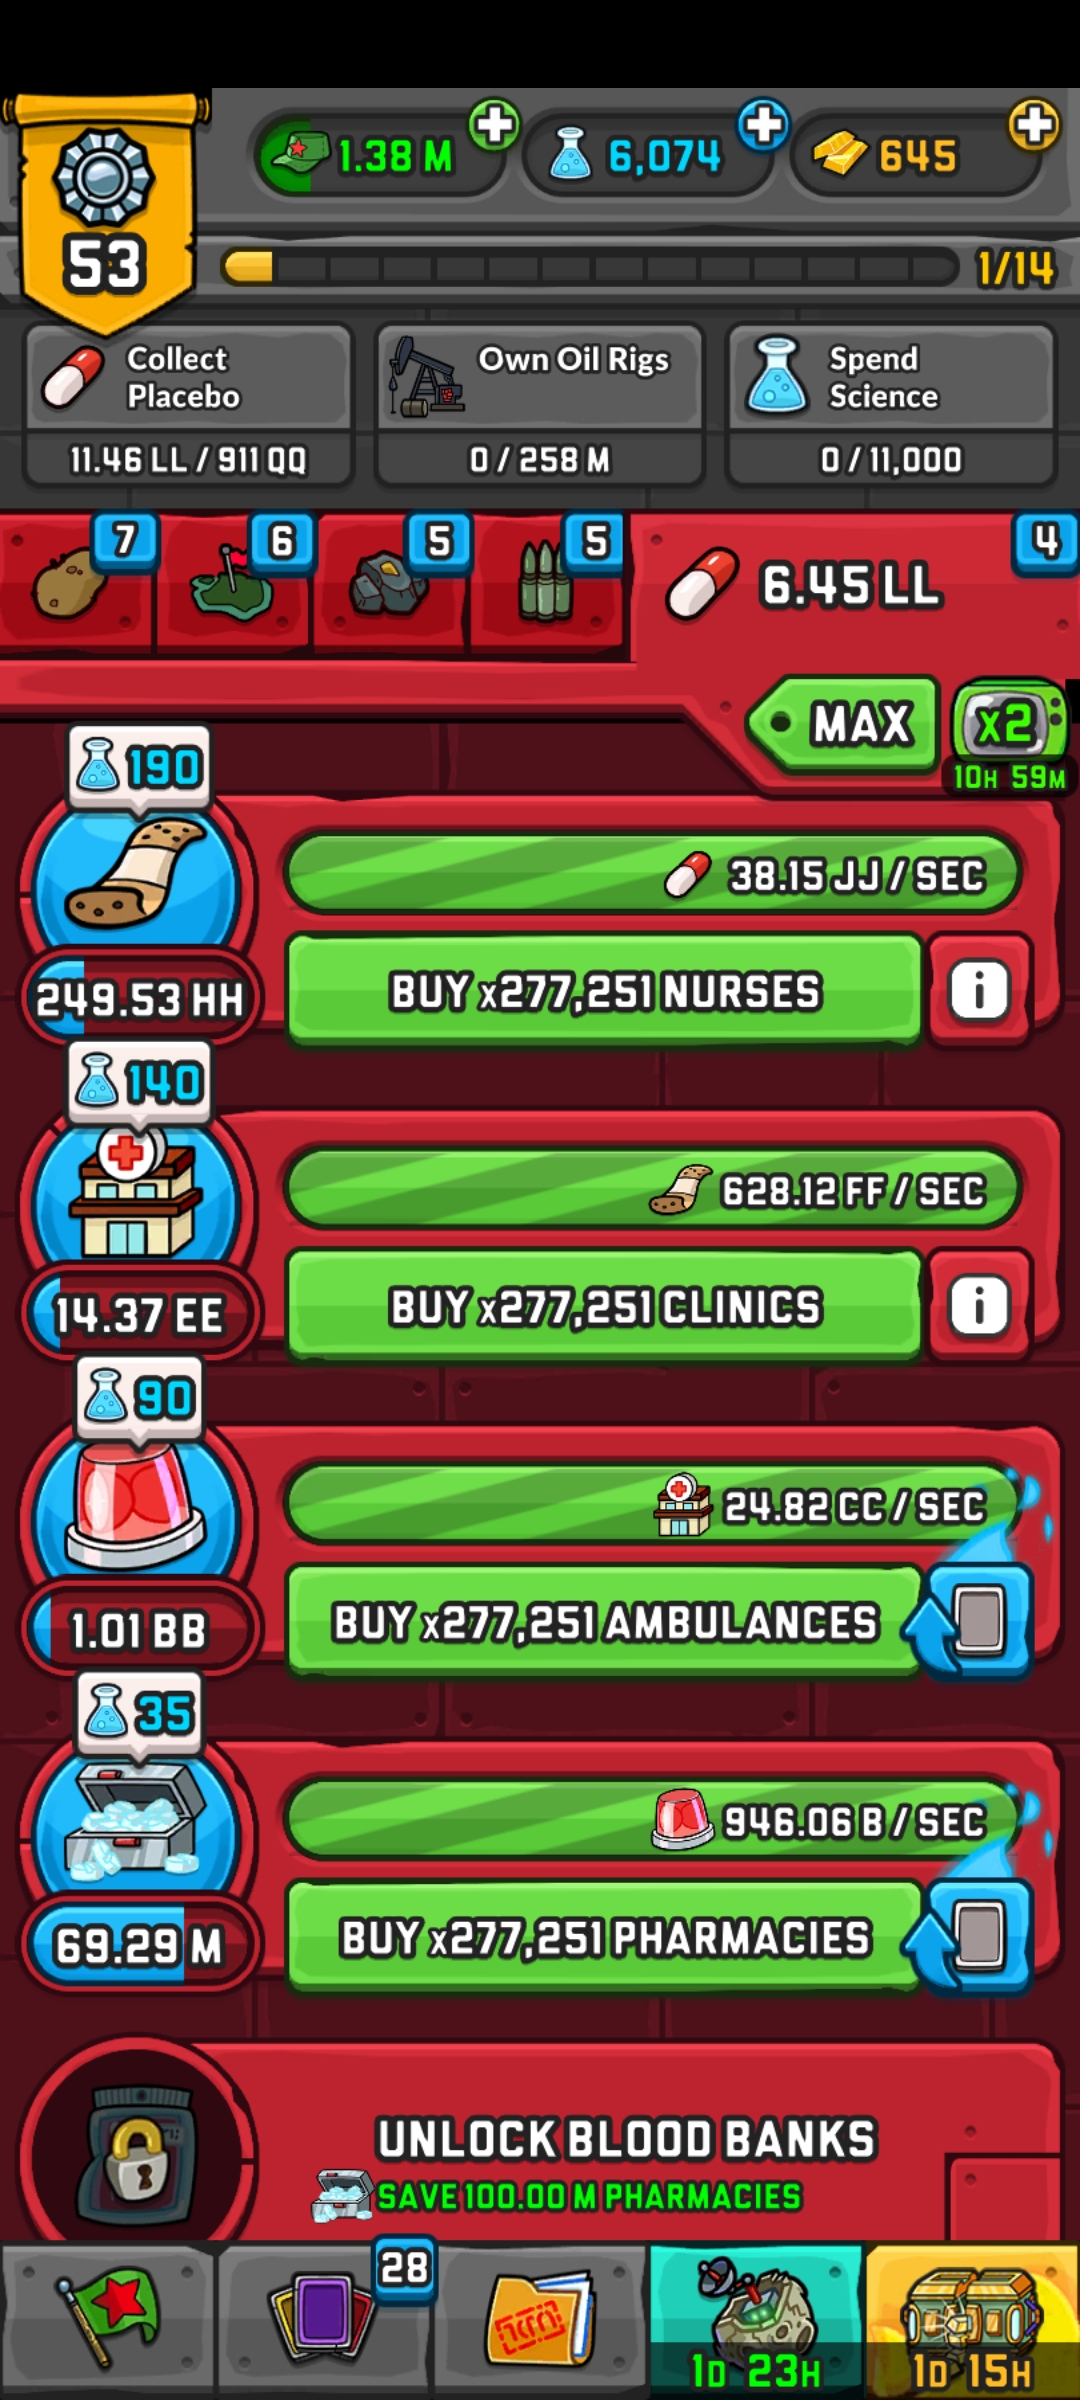 53
1.38 M
6,074
645
1/14
Collect
Placebo
11.46 LL / 911 QQ
Own Oil Rigs
0 / 258 M
Spend
Science
0 / 11,000
7
6
5
5
6.45 LL
4
MAX
x2
10H 59M
190
38.15 JJ / SEC
249.53 HH
BUY x277,251 NURSES
i
140
628.12 FF / SEC
14.37 EE
BUY x277,251 CLINICS
i
90
24.82 CC / SEC
1.01 BB
BUY x277,251 AMBULANCES
35
946.06 B / SEC
69.29 M
BUY x277,251 PHARMACIES
UNLOCK BLOOD BANKS
SAVE 100.00 M PHARMACIES
28
1D 23H
1D 15H